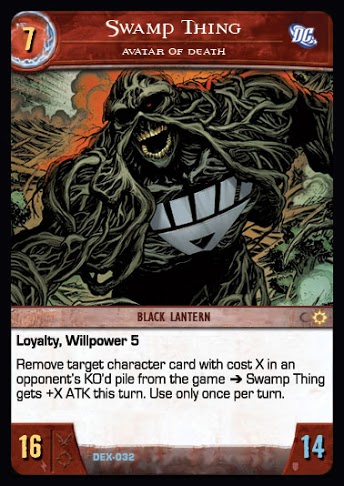 7
Swamp Thing
AVATAR OF DEATH
DC
BLACK LANTERN
Loyalty, Willpower 5
Remove target character card with cost X in an
opponent's KO'd pile from the game ➔ Swamp Thing
gets +X ATK this turn. Use only once per turn.
16
DEX-032
14